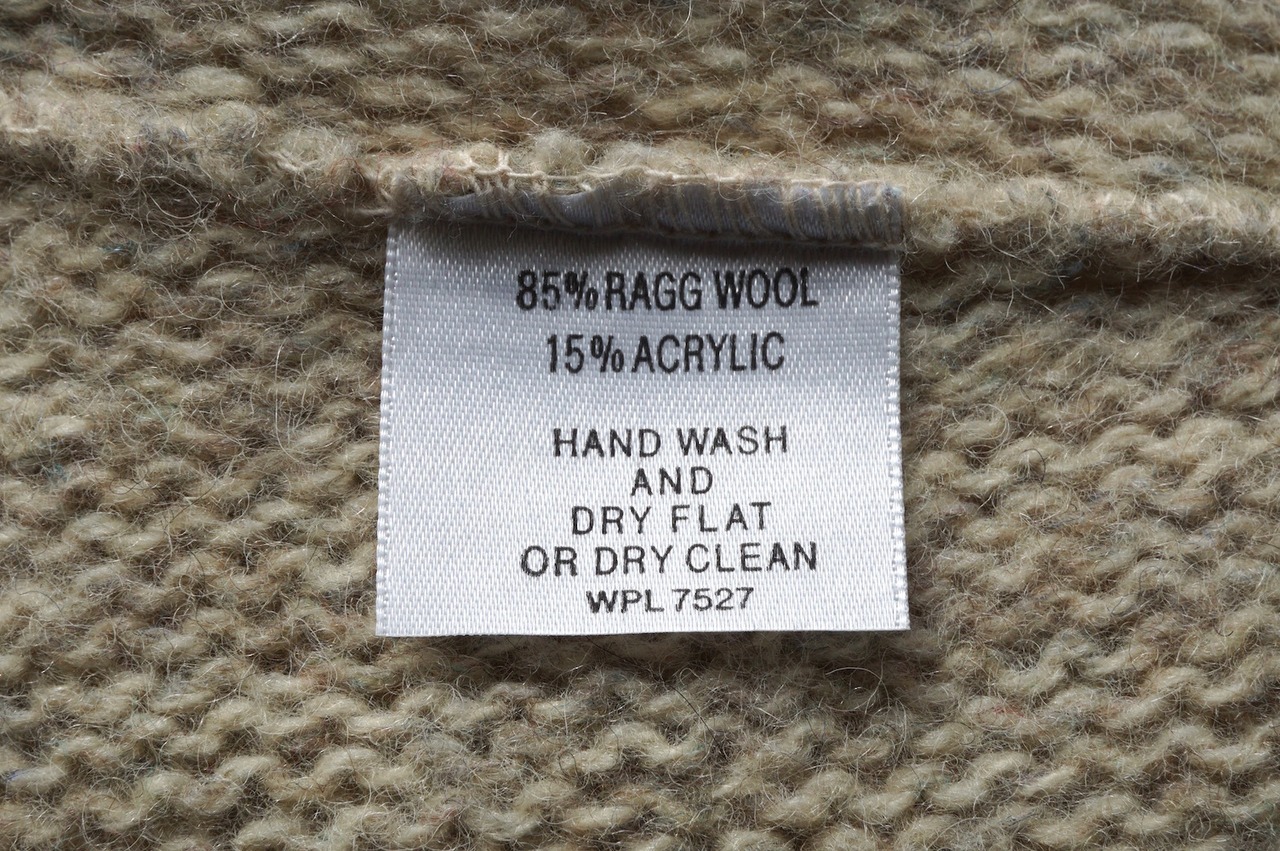 85% RAGG WOOL
15% ACRYLIC
HAND WASH
AND
DRY FLAT
OR DRY CLEAN
WPL 7527